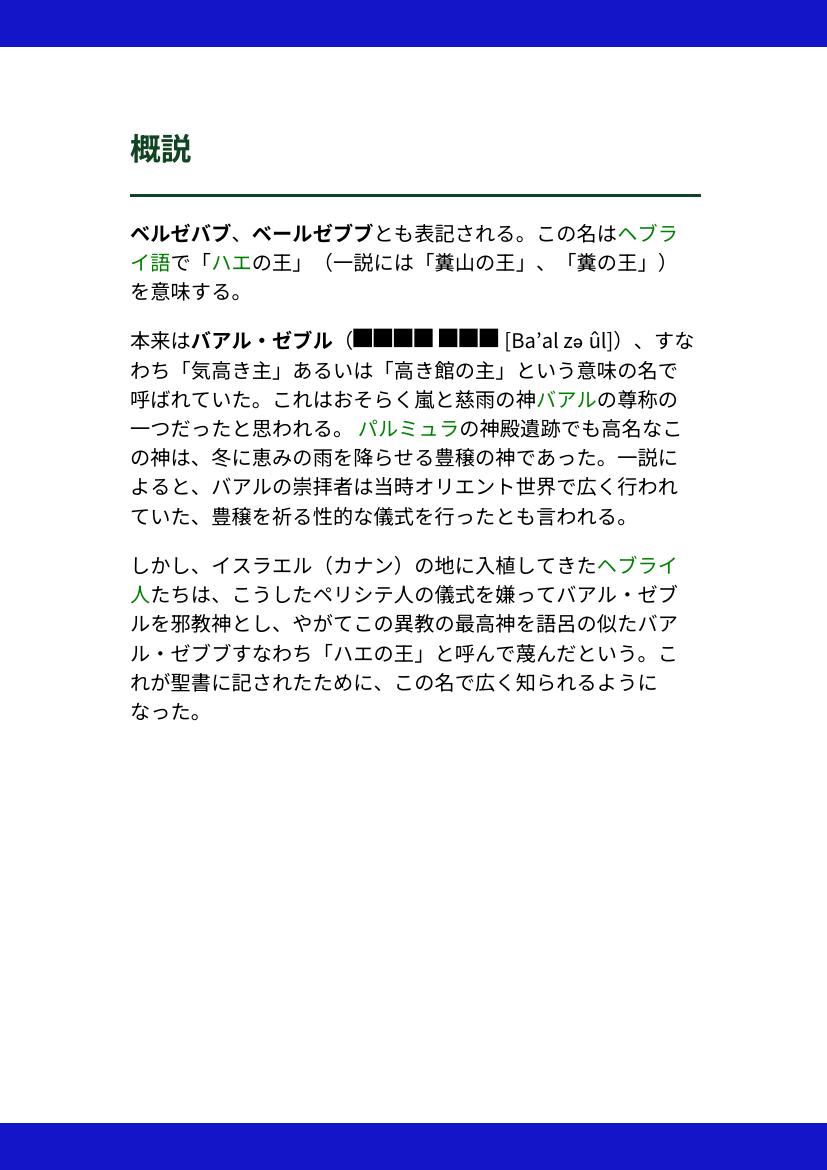 概説
ベルゼバブ、ベールゼブブとも表記される。この名はヘブラ
イ語で「ハエの王」（一説には「糞山の王」、「糞の王」）
を意味する。
本来はバアル・ゼブル（■■■■ ■■■ [Ba’al zə ûl]）、すな
わち「気高き主」あるいは「高き館の主」という意味の名で
呼ばれていた。これはおそらく嵐と慈雨の神バアルの尊称の
一つだったと思われる。 パルミュラの神殿遺跡でも高名なこ
の神は、冬に恵みの雨を降らせる豊穣の神であった。一説に
よると、バアルの崇拝者は当時オリエント世界で広く行われ
ていた、豊穣を祈る性的な儀式を行ったとも言われる。
しかし、イスラエル（カナン）の地に入植してきたヘブライ
人たちは、こうしたペリシテ人の儀式を嫌ってバアル・ゼブ
ルを邪教神とし、やがてこの異教の最高神を語呂の似たバア
ル・ゼブブすなわち「ハエの王」と呼んで蔑んだという。こ
れが聖書に記されたために、この名で広く知られるように
なった。